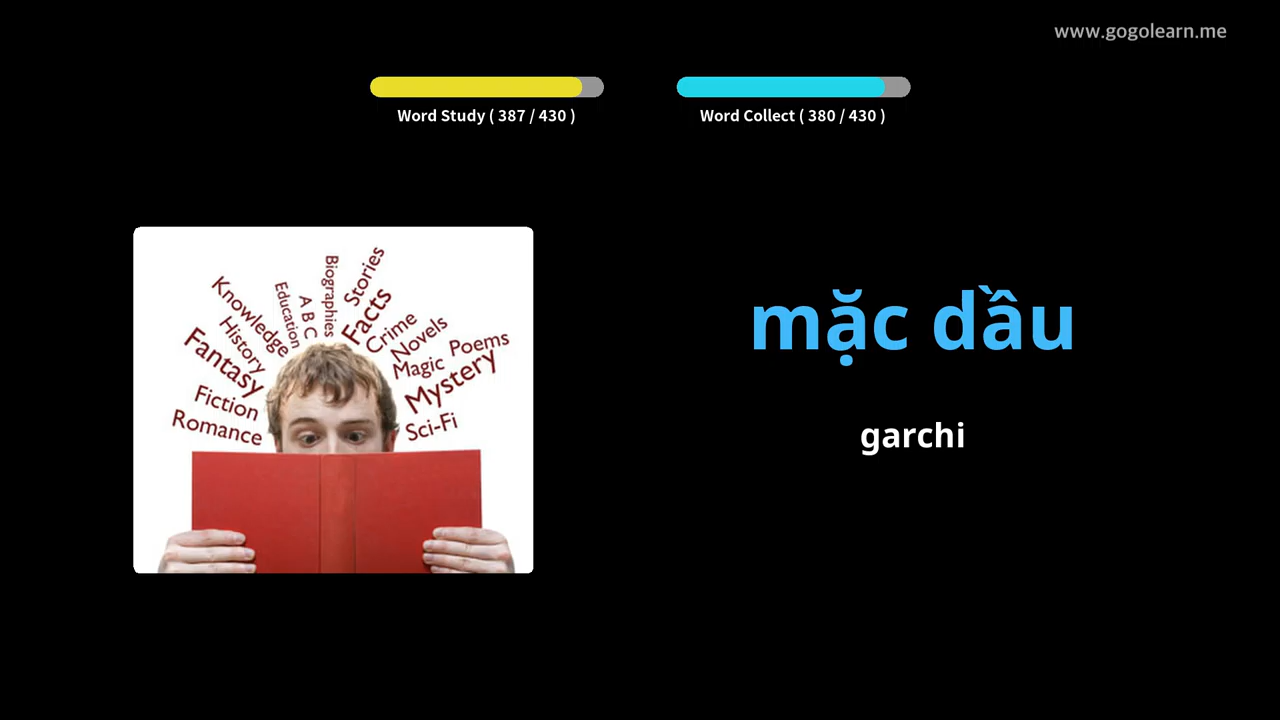 www.gogolearn.me
Word Study ( 387 / 430 )
Word Collect ( 380 / 430 )
Knowledge
History
Fantasy
Fiction
Romance
Education
A B C
Biographies
Stories
Facts
Crime
Novels
Magic
Poems
Mystery
Sci-Fi
mặc dầu
garchi